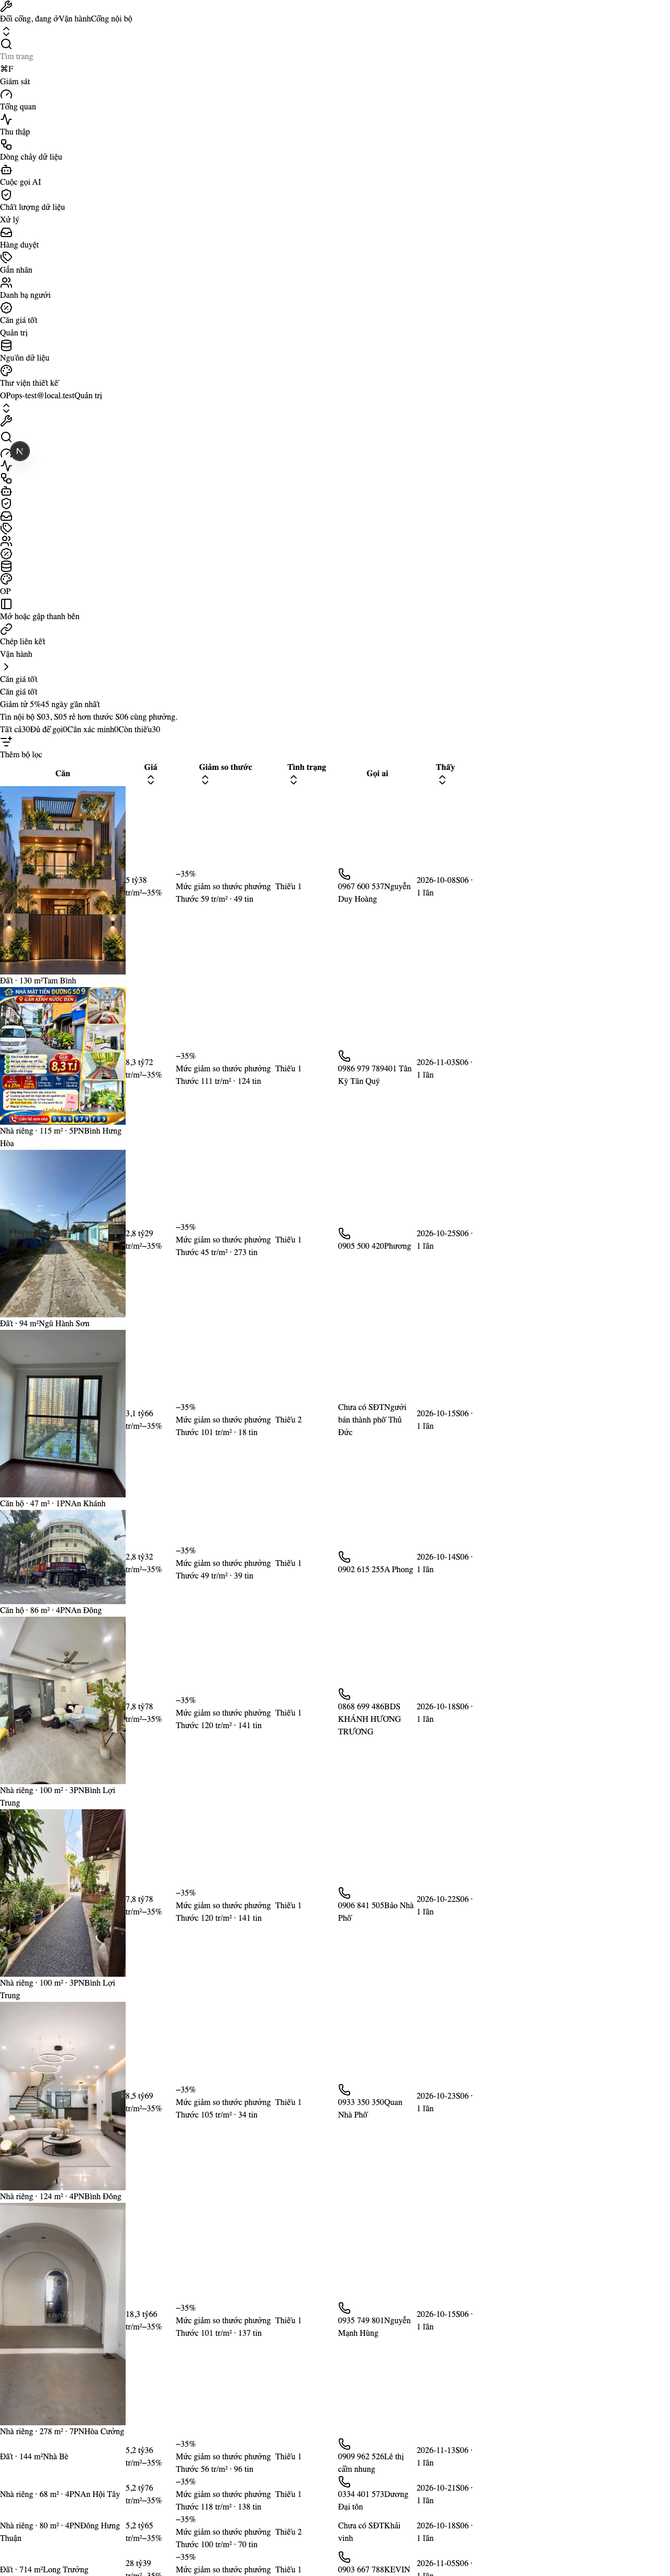 Đổi cổng, đang ởVận hànhCổng nội bộ
Tìm trang
⌘F
Giám sát
Tổng quan
Thu thập
Dòng chảy dữ liệu
Cuộc gọi AI
Chất lượng dữ liệu
Xử lý
Hàng duyệt
Gắn nhãn
Danh bạ người
Căn giá tốt
Quản trị
Nguồn dữ liệu
Thư viện thiết kế
OPops-test@local.testQuản trị
N
OP
Mở hoặc gập thanh bên
Chép liên kết
Vận hành
Căn giá tốt
Căn giá tốt
Giảm từ 5%45 ngày gần nhất
Tin nội bộ S03, S05 rẻ hơn thước S06 cùng phường.
Tất cả30Đủ để gọi0Cần xác minh0Còn thiếu30
Thêm bộ lọc
Căn
Giá
Giảm so thước
Tình trạng
Gọi ai
Thấy
Đất · 130 m²Tam Bình
5 tỷ38
tr/m²−35%
−35%
Mức giảm so thước phường
Thước 59 tr/m² · 49 tin
Thiếu 1
0967 600 537Nguyễn
Duy Hoàng
2026-10-08S06 ·
1 lần
NHÀ MẶT TIỀN ĐƯỜNG SỐ 9
GẦN KÊNH NƯỚC ĐEN
8,3 TỈ
0986 979 789
Nhà riêng · 115 m² · 5PNBình Hưng
Hòa
8,3 tỷ72
tr/m²−35%
−35%
Mức giảm so thước phường
Thước 111 tr/m² · 124 tin
Thiếu 1
0986 979 789401 Tân
Kỳ Tân Quý
2026-11-03S06 ·
1 lần
Đất · 94 m²Ngũ Hành Sơn
2,8 tỷ29
tr/m²−35%
−35%
Mức giảm so thước phường
Thước 45 tr/m² · 273 tin
Thiếu 1
0905 500 420Phương
2026-10-25S06 ·
1 lần
Căn hộ · 47 m² · 1PNAn Khánh
3,1 tỷ66
tr/m²−35%
−35%
Mức giảm so thước phường
Thước 101 tr/m² · 18 tin
Thiếu 2
Chưa có SĐTNgười
bán thành phố Thủ
Đức
2026-10-15S06 ·
1 lần
Căn hộ · 86 m² · 4PNAn Đông
2,8 tỷ32
tr/m²−35%
−35%
Mức giảm so thước phường
Thước 49 tr/m² · 39 tin
Thiếu 1
0902 615 255A Phong
2026-10-14S06 ·
1 lần
Nhà riêng · 100 m² · 3PNBình Lợi
Trung
7,8 tỷ78
tr/m²−35%
−35%
Mức giảm so thước phường
Thước 120 tr/m² · 141 tin
Thiếu 1
0868 699 486BDS
KHÁNH HƯƠNG
TRƯƠNG
2026-10-18S06 ·
1 lần
Nhà riêng · 100 m² · 3PNBình Lợi
Trung
7,8 tỷ78
tr/m²−35%
−35%
Mức giảm so thước phường
Thước 120 tr/m² · 141 tin
Thiếu 1
0906 841 505Bảo Nhà
Phố
2026-10-22S06 ·
1 lần
Nhà riêng · 124 m² · 4PNBình Đông
8,5 tỷ69
tr/m²−35%
−35%
Mức giảm so thước phường
Thước 105 tr/m² · 34 tin
Thiếu 1
0933 350 350Quan
Nhà Phố
2026-10-23S06 ·
1 lần
Nhà riêng · 278 m² · 7PNHòa Cường
18,3 tỷ66
tr/m²−35%
−35%
Mức giảm so thước phường
Thước 101 tr/m² · 137 tin
Thiếu 1
0935 749 801Nguyễn
Mạnh Hùng
2026-10-15S06 ·
1 lần
Đất · 144 m²Nhà Bè
5,2 tỷ36
tr/m²−35%
−35%
Mức giảm so thước phường
Thước 56 tr/m² · 96 tin
Thiếu 1
0909 962 526Lê thị
cẩm nhung
2026-11-13S06 ·
1 lần
Nhà riêng · 68 m² · 4PNAn Hội Tây
5,2 tỷ76
tr/m²−35%
−35%
Mức giảm so thước phường
Thước 118 tr/m² · 138 tin
Thiếu 1
0334 401 573Dương
Đại tôn
2026-10-21S06 ·
1 lần
Nhà riêng · 80 m² · 4PNĐông Hưng
Thuận
5,2 tỷ65
tr/m²−35%
−35%
Mức giảm so thước phường
Thước 100 tr/m² · 70 tin
Thiếu 2
Chưa có SĐTKhải
vinh
2026-10-18S06 ·
1 lần
Đất · 714 m²Long Trường
28 tỷ39
tr/m²−35%
−35%
Mức giảm so thước phường
Thiếu 1
0903 667 788KEVIN
2026-11-05S06 ·
1 lần